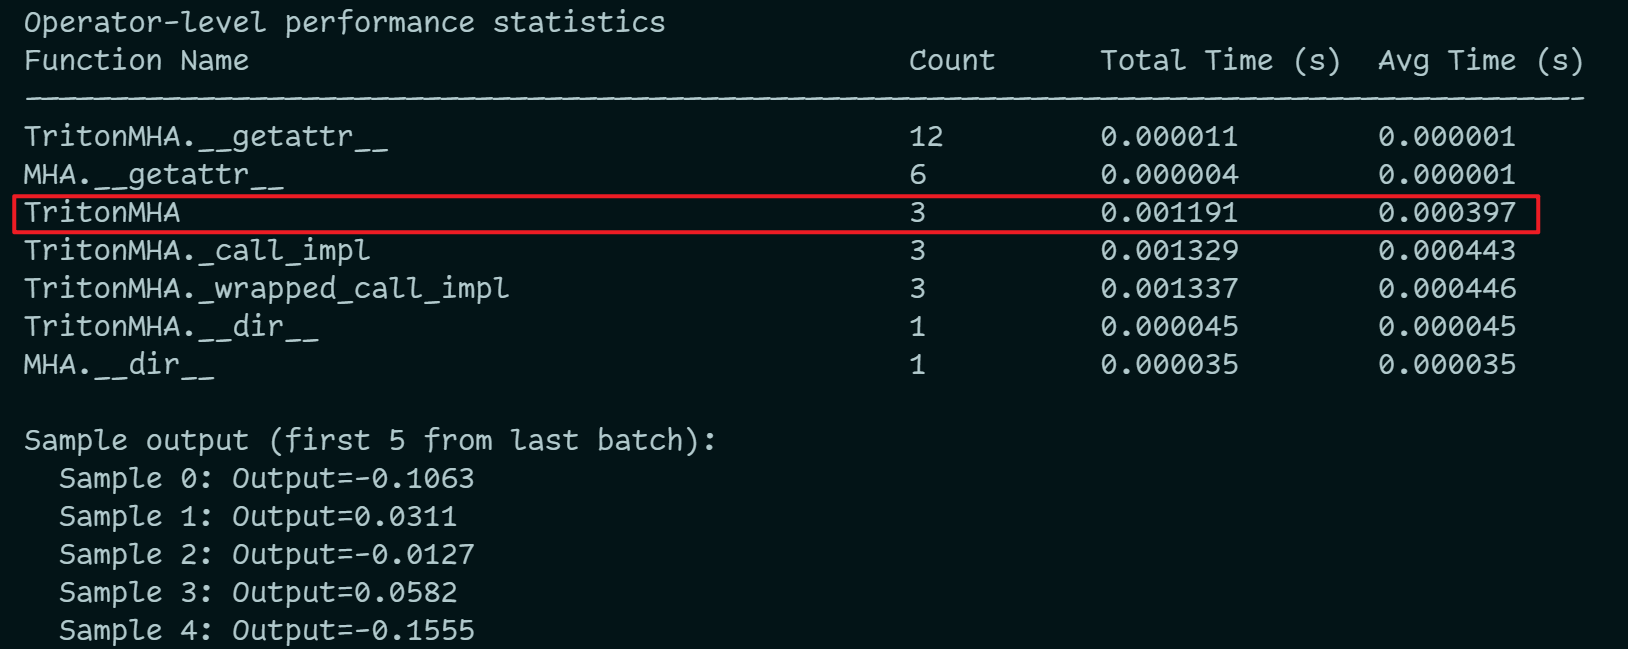 Operator-level performance statistics
Function Name Count Total Time (s) Avg Time (s)
TritonMHA.__getattr__ 12 0.000011 0.000001
MHA.__getattr__ 6 0.000004 0.000001
TritonMHA 3 0.001191 0.000397
TritonMHA._call_impl 3 0.001329 0.000443
TritonMHA._wrapped_call_impl 3 0.001337 0.000446
TritonMHA.__dir__ 1 0.000045 0.000045
MHA.__dir__ 1 0.000035 0.000035
Sample output (first 5 from last batch):
Sample 0: Output=-0.1063
Sample 1: Output=0.0311
Sample 2: Output=-0.0127
Sample 3: Output=0.0582
Sample 4: Output=-0.1555